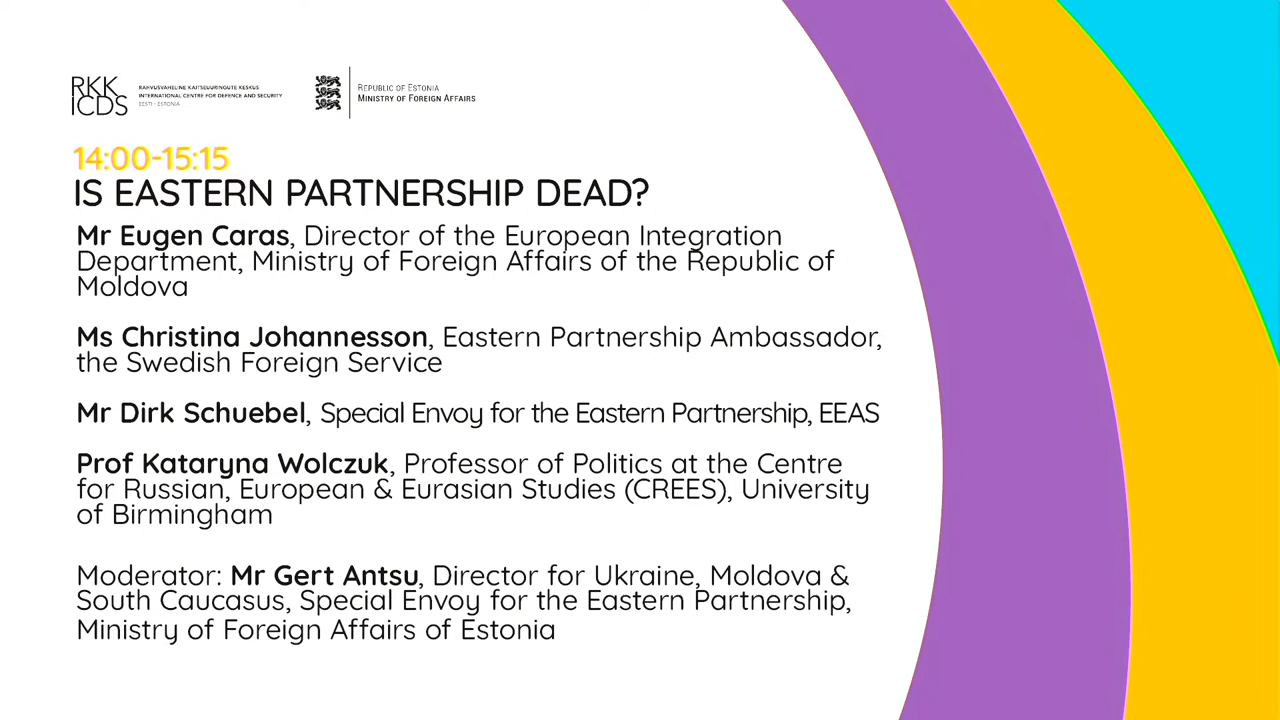 RKK
ICDS
RAHVUSVAHELINE KAITSEUURINGUTE KESKUS
INTERNATIONAL CENTRE FOR DEFENCE AND SECURITY
EESTI - ESTONIA
REPUBLIC OF ESTONIA
MINISTRY OF FOREIGN AFFAIRS
14:00-15:15
IS EASTERN PARTNERSHIP DEAD?
Mr Eugen Caras, Director of the European Integration
Department, Ministry of Foreign Affairs of the Republic of
Moldova
Ms Christina Johannesson, Eastern Partnership Ambassador,
the Swedish Foreign Service
Mr Dirk Schuebel, Special Envoy for the Eastern Partnership, EEAS
Prof Kataryna Wolczuk, Professor of Politics at the Centre
for Russian, European & Eurasian Studies (CREES), University
of Birmingham
Moderator: Mr Gert Antsu, Director for Ukraine, Moldova &
South Caucasus, Special Envoy for the Eastern Partnership,
Ministry of Foreign Affairs of Estonia